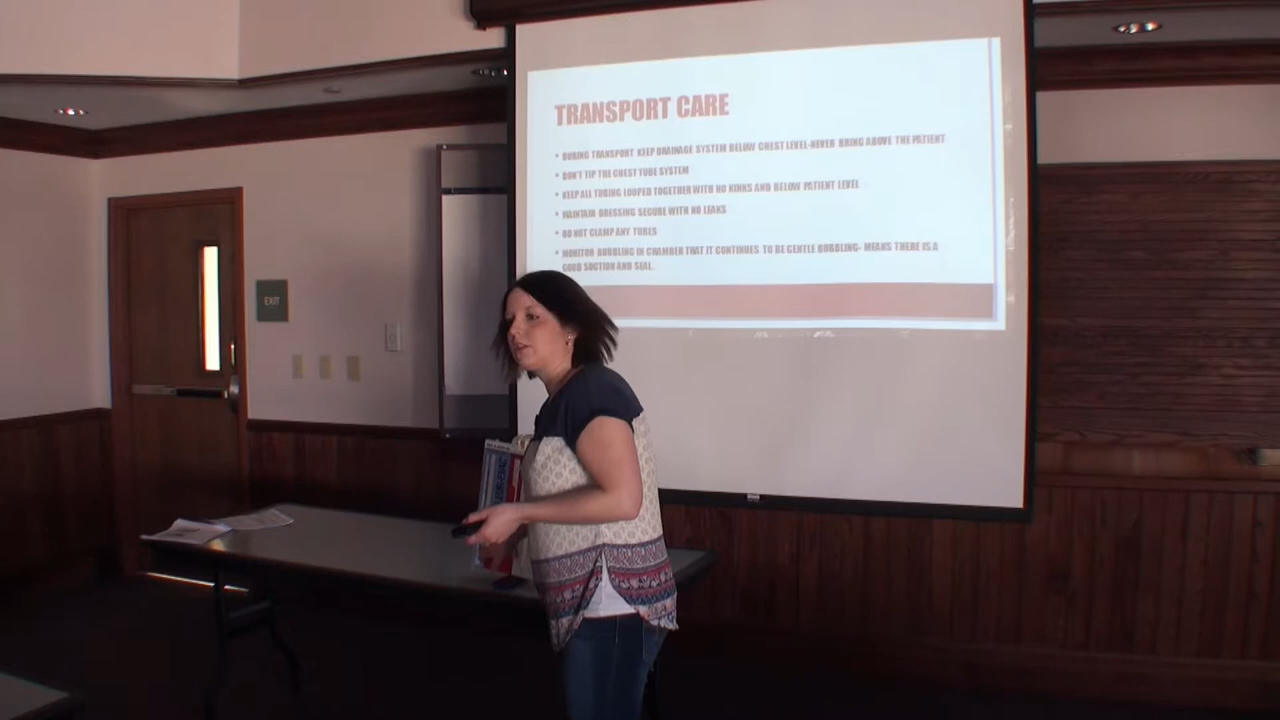 TRANSPORT CARE
• DURING TRANSPORT KEEP DRAINAGE SYSTEM BELOW CHEST LEVEL-NEVER BRING ABOVE THE PATIENT
• DON'T TIP THE CHEST TUBE SYSTEM
• KEEP ALL TUBING LOOPED TOGETHER WITH NO KINKS AND BELOW PATIENT LEVEL
• MAINTAIN DRESSING SECURE WITH NO LEAKS
• DO NOT CLAMP ANY TUBES
• MONITOR BUBBLING IN CHAMBER THAT IT CONTINUES TO BE GENTLE BUBBLING- MEANS THERE IS A
GOOD SUCTION AND SEAL.
EXIT